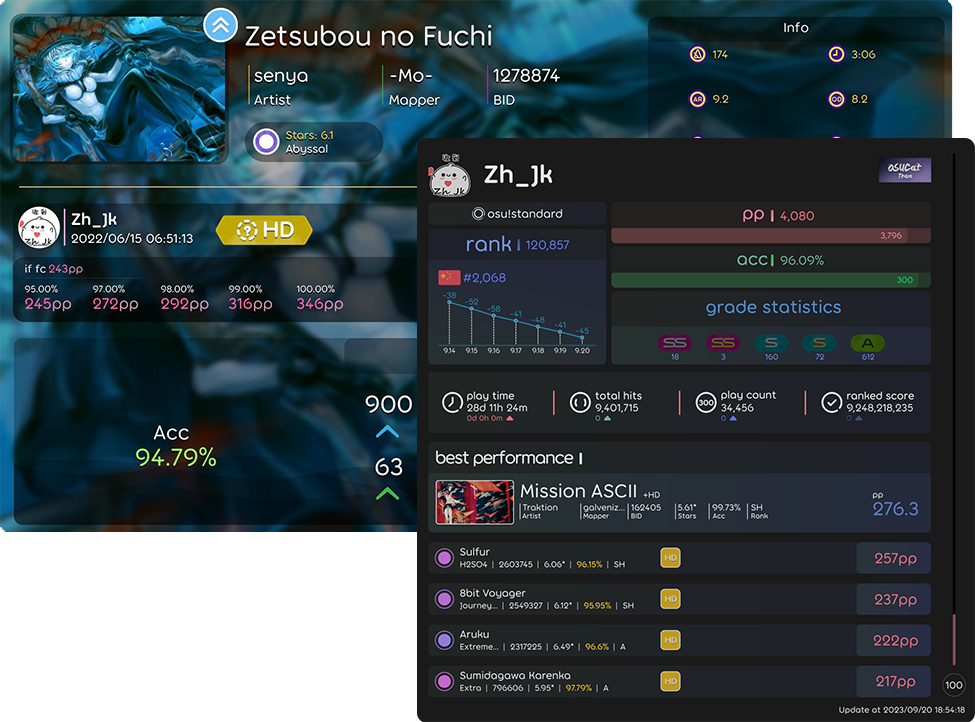 Zetsubou no Fuchi
senya
Artist
-Mo-
Mapper
1278874
BID
Stars: 6.1
Abyssal
Info
174
3:06
AR
9.2
OD
8.2
Zh_Jk
2022/06/15 06:51:13
HD
if fc 243pp
95.00% 97.00% 98.00% 99.00% 100.00%
245pp 272pp 292pp 316pp 346pp
Acc
94.79%
900
63
Zh_Jk
Zh_Jk
OSUCat
Team
osu!standard
rank 120,857
#2,068
-38 -52 -58 -41 -48 -41 -45
9.14 9.15 9.16 9.17 9.18 9.19 9.20
pp 4,080
3,796
acc 96.09%
300
grade statistics
SS SS S S A
18 3 160 72 612
play time
28d 11h 24m
0d 0h 0m
total hits
9,401,715
0
300
play count
34,456
0
ranked score
9,248,218,235
0
best performance
Mission ASCII +HD
Traktion
Artist
galveniz...
Mapper
162405
BID
5.61*
Stars
99.73%
Acc
SH
Rank
pp
276.3
Sulfur
H2SO4 | 2603745 | 6.06* | 96.15% | SH
HD
257pp
8bit Voyager
Journey... | 2549327 | 6.12* | 95.95% | SH
HD
237pp
Aruku
Extreme... | 2317225 | 6.49* | 96.6% | A
HD
222pp
Sumidagawa Karenka
Extra | 796606 | 5.95* | 97.79% | A
HD
217pp
100
Update at 2023/09/20 18:54:18